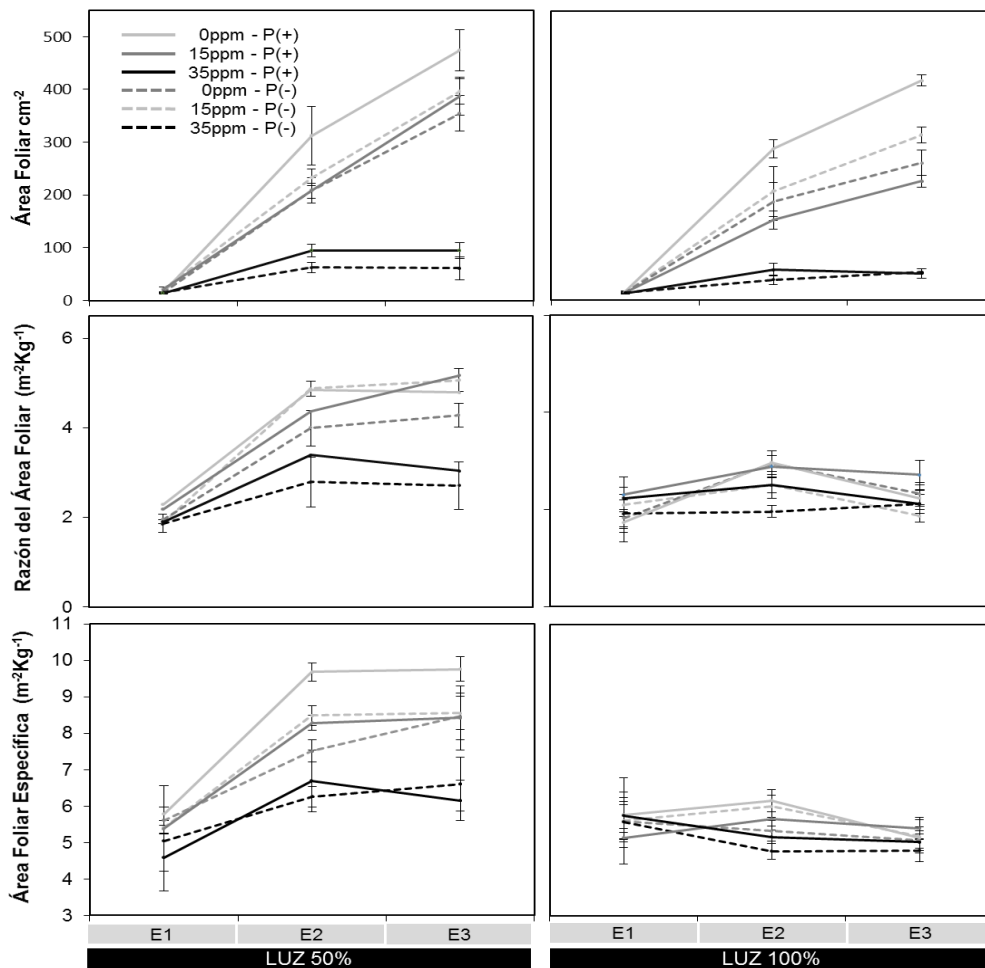 Área Foliar cm⁻²
500
400
300
200
100
0
0ppm - P(+)
15ppm - P(+)
35ppm - P(+)
0ppm - P(-)
15ppm - P(-)
35ppm - P(-)
Razón del Área Foliar (m⁻²Kg⁻¹)
6
4
2
0
Área Foliar Específica (m⁻²Kg⁻¹)
11
10
9
8
7
6
5
4
3
E1 E2 E3 E1 E2 E3
LUZ 50% LUZ 100%